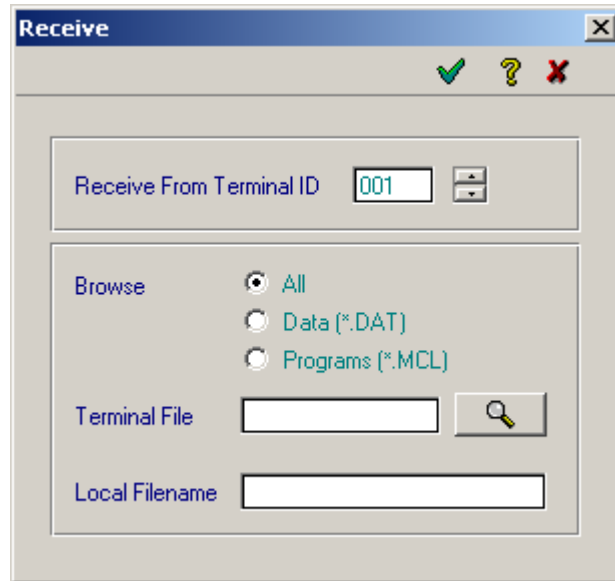 Receive
Receive From Terminal ID 001
Browse All
Data (*.DAT)
Programs (*.MCL)
Terminal File
Local Filename